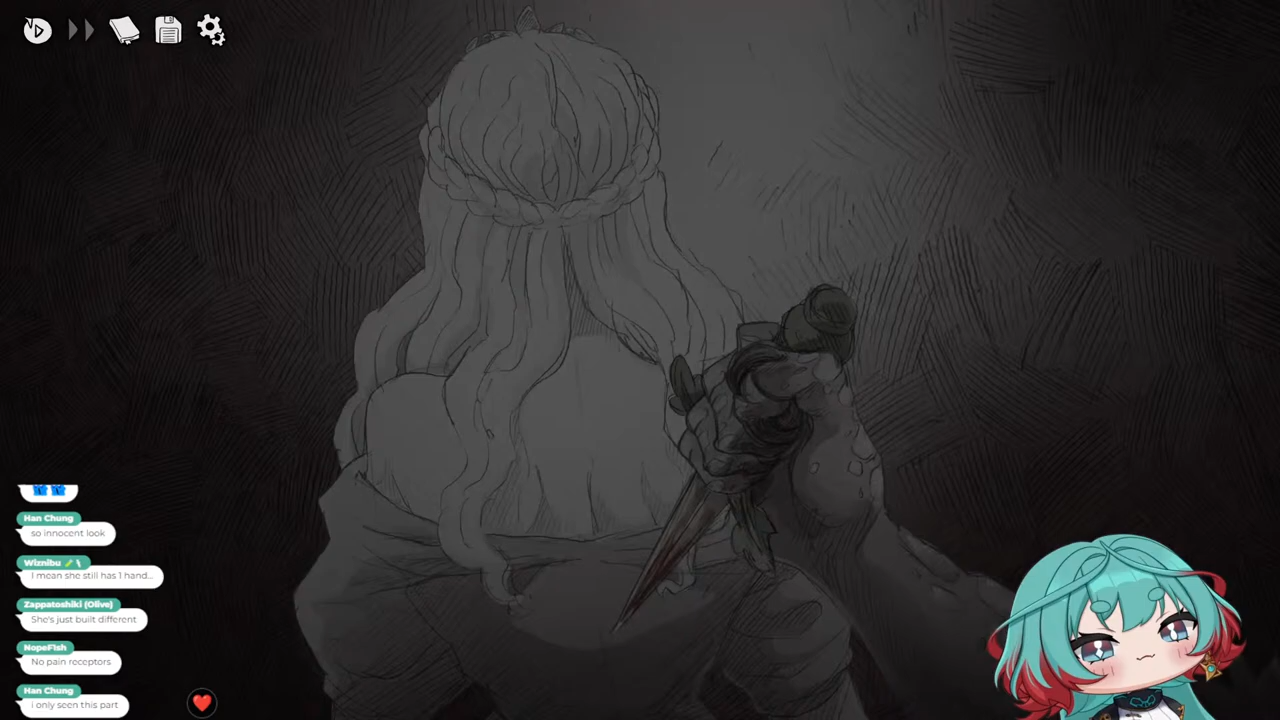 Han Chung
so innocent look
Wiznibu
I mean she still has 1 hand...
Zappatoshiki (Olive)
She's just built different
NopeF1sh
No pain receptors
Han Chung
i only seen this part